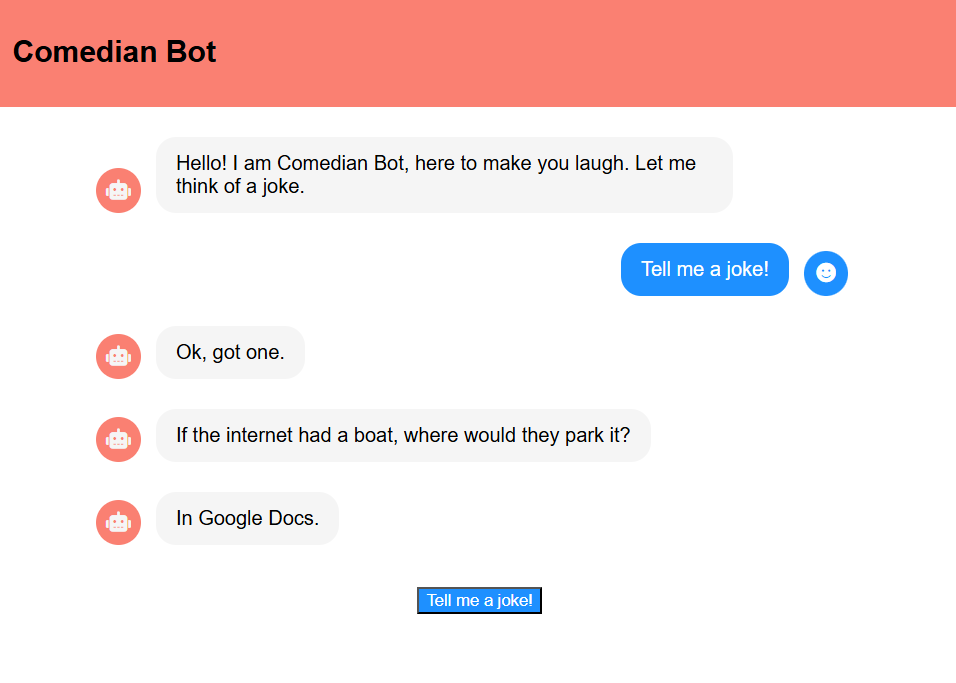 Comedian Bot
Hello! I am Comedian Bot, here to make you laugh. Let me
think of a joke.
Tell me a joke!
Ok, got one.
If the internet had a boat, where would they park it?
In Google Docs.
Tell me a joke!